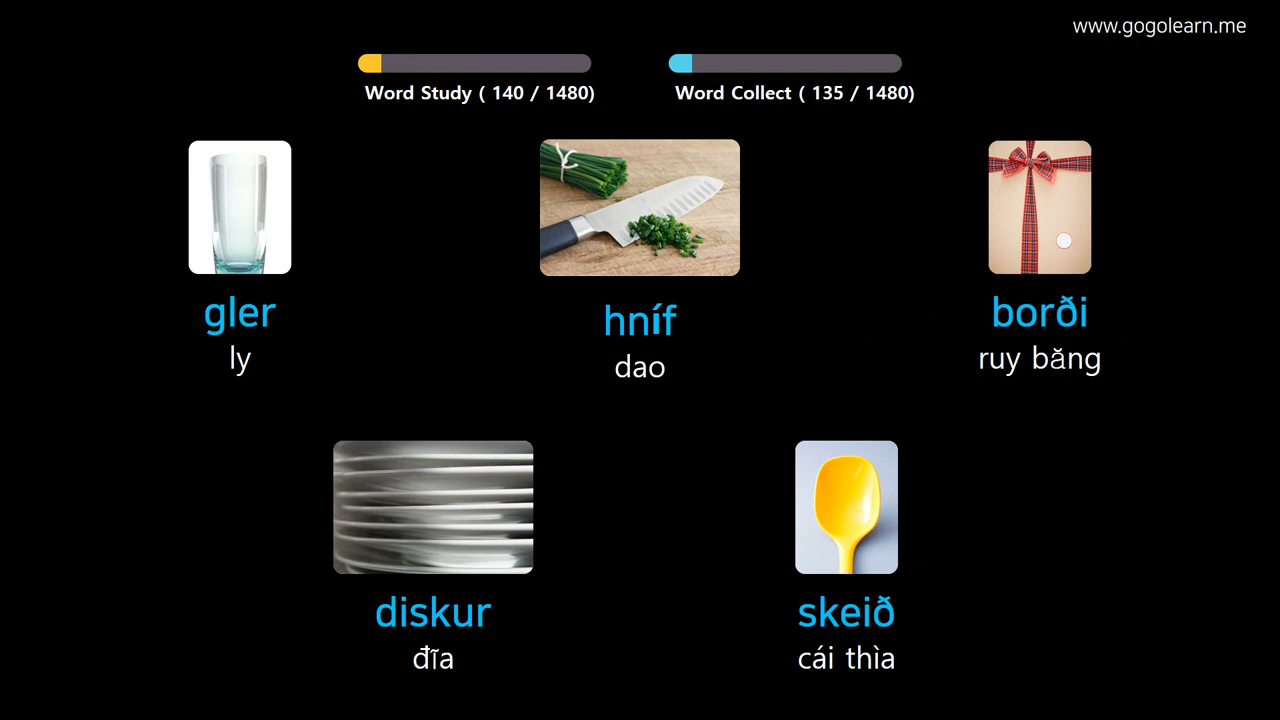 www.gogolearn.me
Word Study ( 140 / 1480)
Word Collect ( 135 / 1480)
gler
ly
hníf
dao
borði
ruy băng
diskur
đĩa
skeið
cái thìa